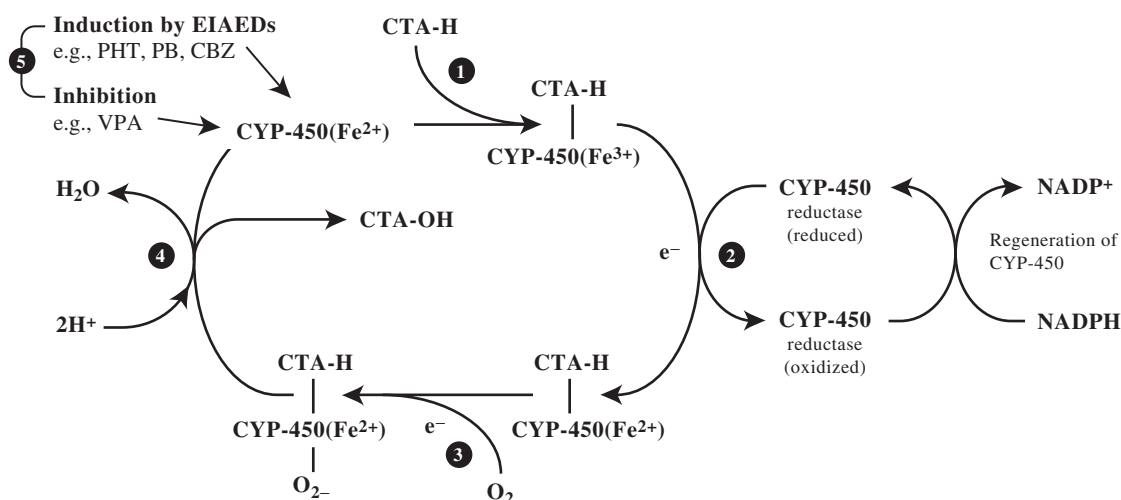 Induction by EIAEDs
e.g., PHT, PB, CBZ
5
Inhibition
e.g., VPA
CTA-H
1
CYP-450(Fe²⁺)
CTA-H
CYP-450(Fe³⁺)
H₂O
CTA-OH
4
2H⁺
e⁻
2
CYP-450
reductase
(reduced)
NADP⁺
Regeneration of
CYP-450
CYP-450
reductase
(oxidized)
NADPH
CTA-H
CYP-450(Fe²⁺)
O₂₋
e⁻
3
O₂
CTA-H
CYP-450(Fe²⁺)